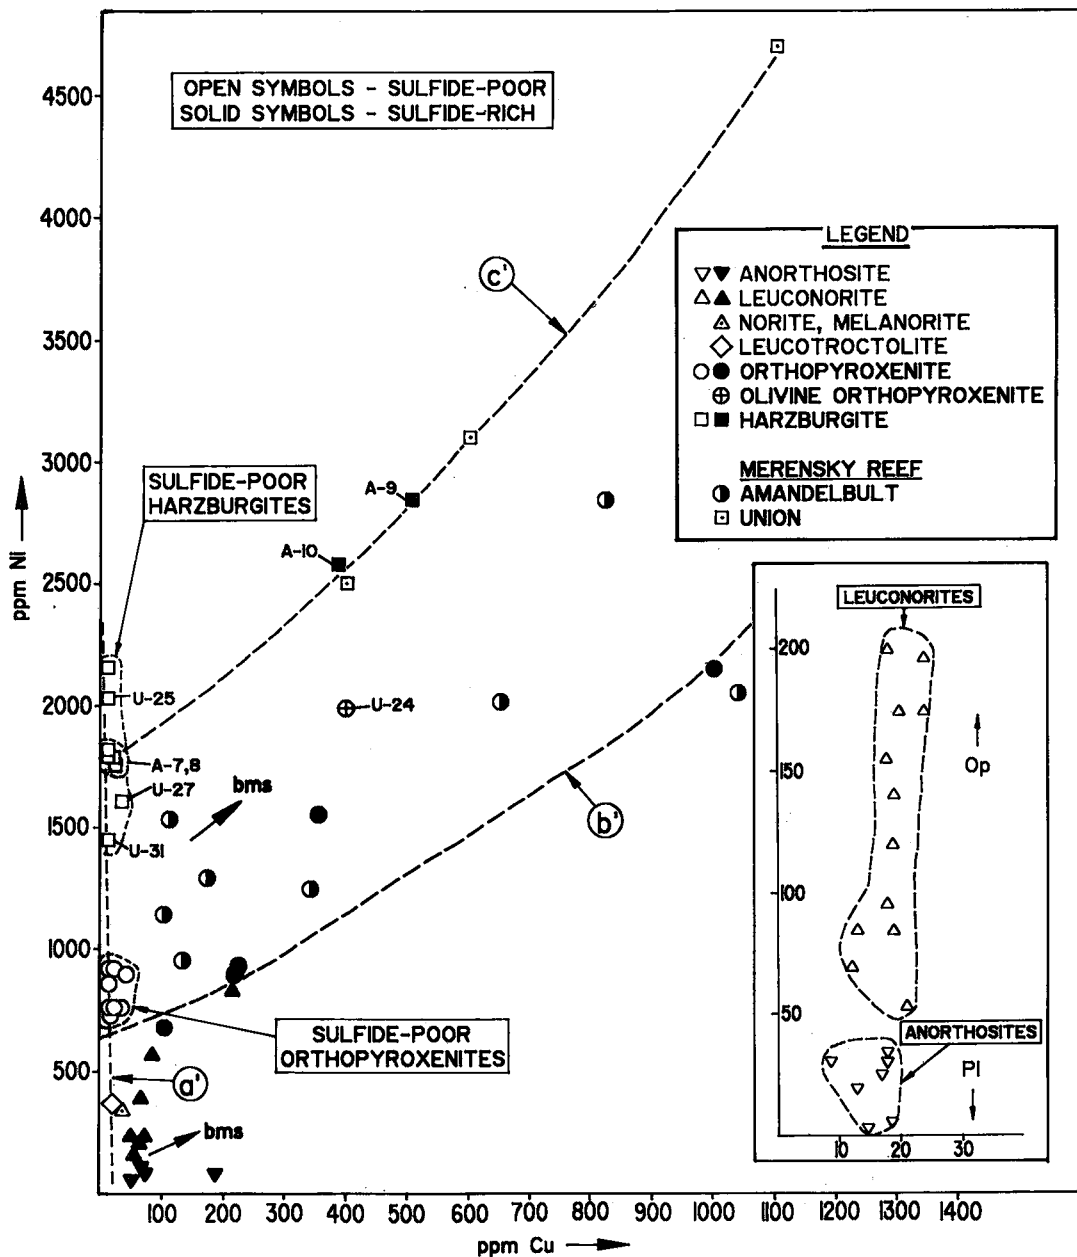 OPEN SYMBOLS - SULFIDE-POOR
SOLID SYMBOLS - SULFIDE-RICH
4500
4000
3500
3000
2500
2000
1500
1000
500
ppm Ni
c'
LEGEND
ANORTHOSITE
LEUCONORITE
NORITE, MELANORITE
LEUCOTROCTOLITE
ORTHOPYROXENITE
OLIVINE ORTHOPYROXENITE
HARZBURGITE
MERENSKY REEF
AMANDELBULT
UNION
SULFIDE-POOR
HARZBURGITES
A-9
A-10
U-25
U-24
A-7,8
U-27
bms
U-31
b'
SULFIDE-POOR
ORTHOPYROXENITES
a'
bms
LEUCONORITES
200
150
100
50
Op
ANORTHOSITES
Pl
10 20 30
100 200 300 400 500 600 700 800 900 1000 1100 1200 1300 1400
ppm Cu